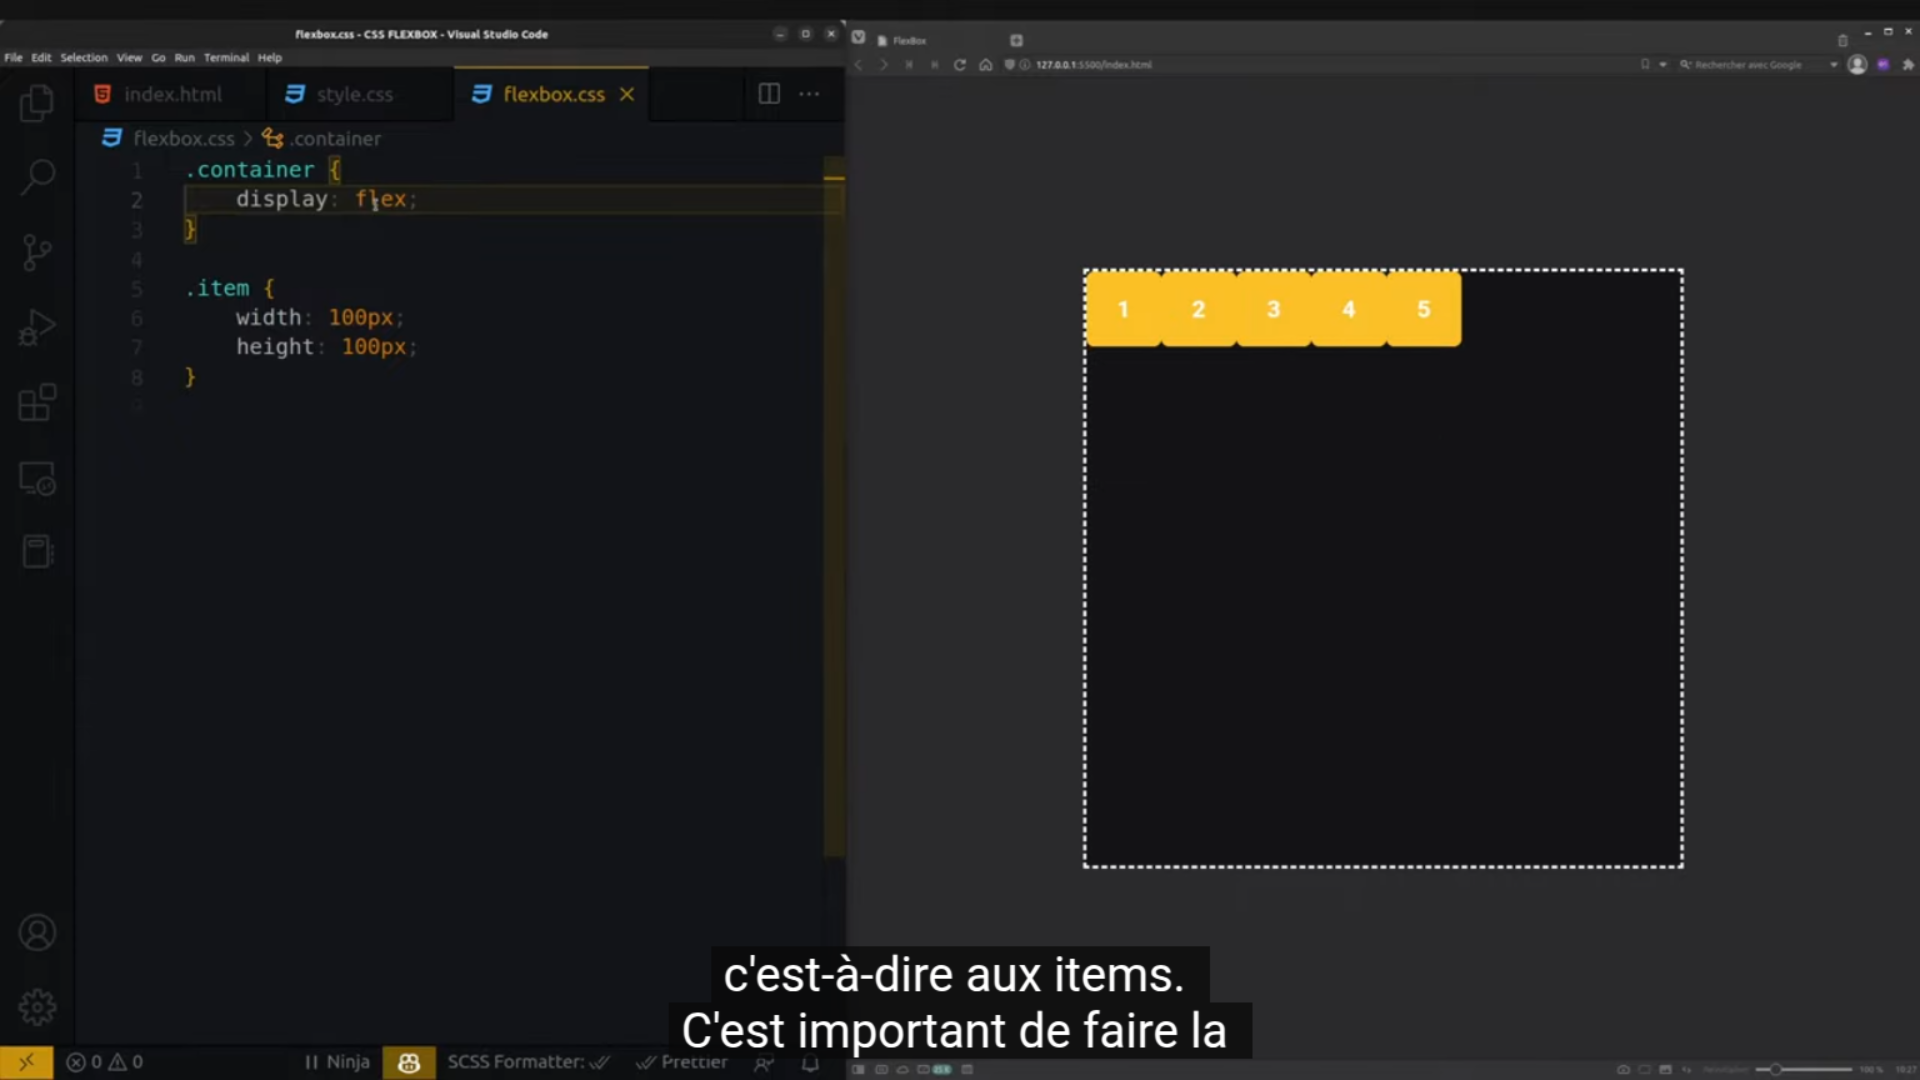 flexbox.css - CSS FLEXBOX - Visual Studio Code
File Edit Selection View Go Run Terminal Help
index.html style.css flexbox.css
flexbox.css > .container
1 .container {
2 display: flex;
3 }
4
5 .item {
6 width: 100px;
7 height: 100px;
8 }
9
0 0
Ninja
SCSS Formatter:
Prettier
FlexBox
127.0.0.1:5500/index.html
Rechercher avec Google
1 2 3 4 5
100 %
10:27
c'est-à-dire aux items.
C'est important de faire la